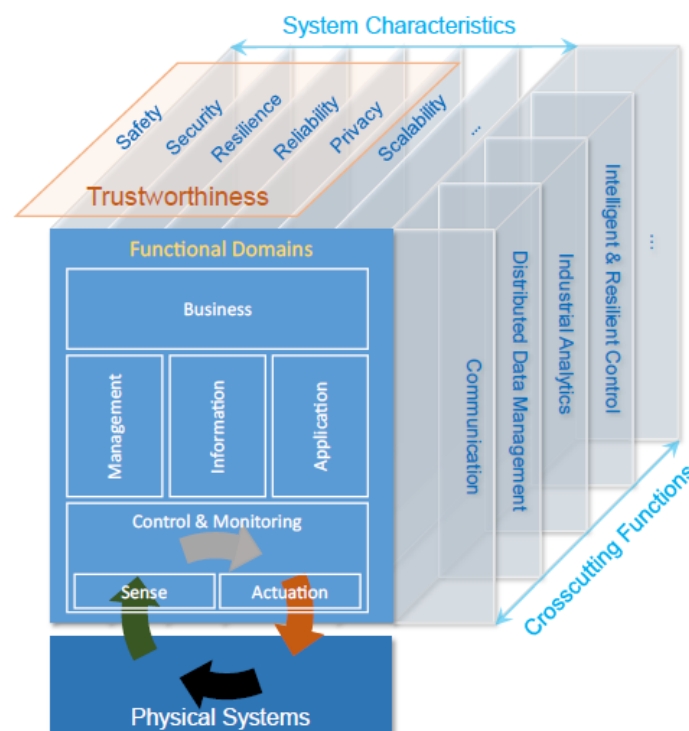 System Characteristics
Safety
Security
Resilience
Reliability
Privacy
Scalability
...
Trustworthiness
Functional Domains
Business
Management
Information
Application
Control & Monitoring
Sense
Actuation
Physical Systems
Communication
Distributed Data Management
Industrial Analytics
Intelligent & Resilient Control
...
Crosscutting Functions